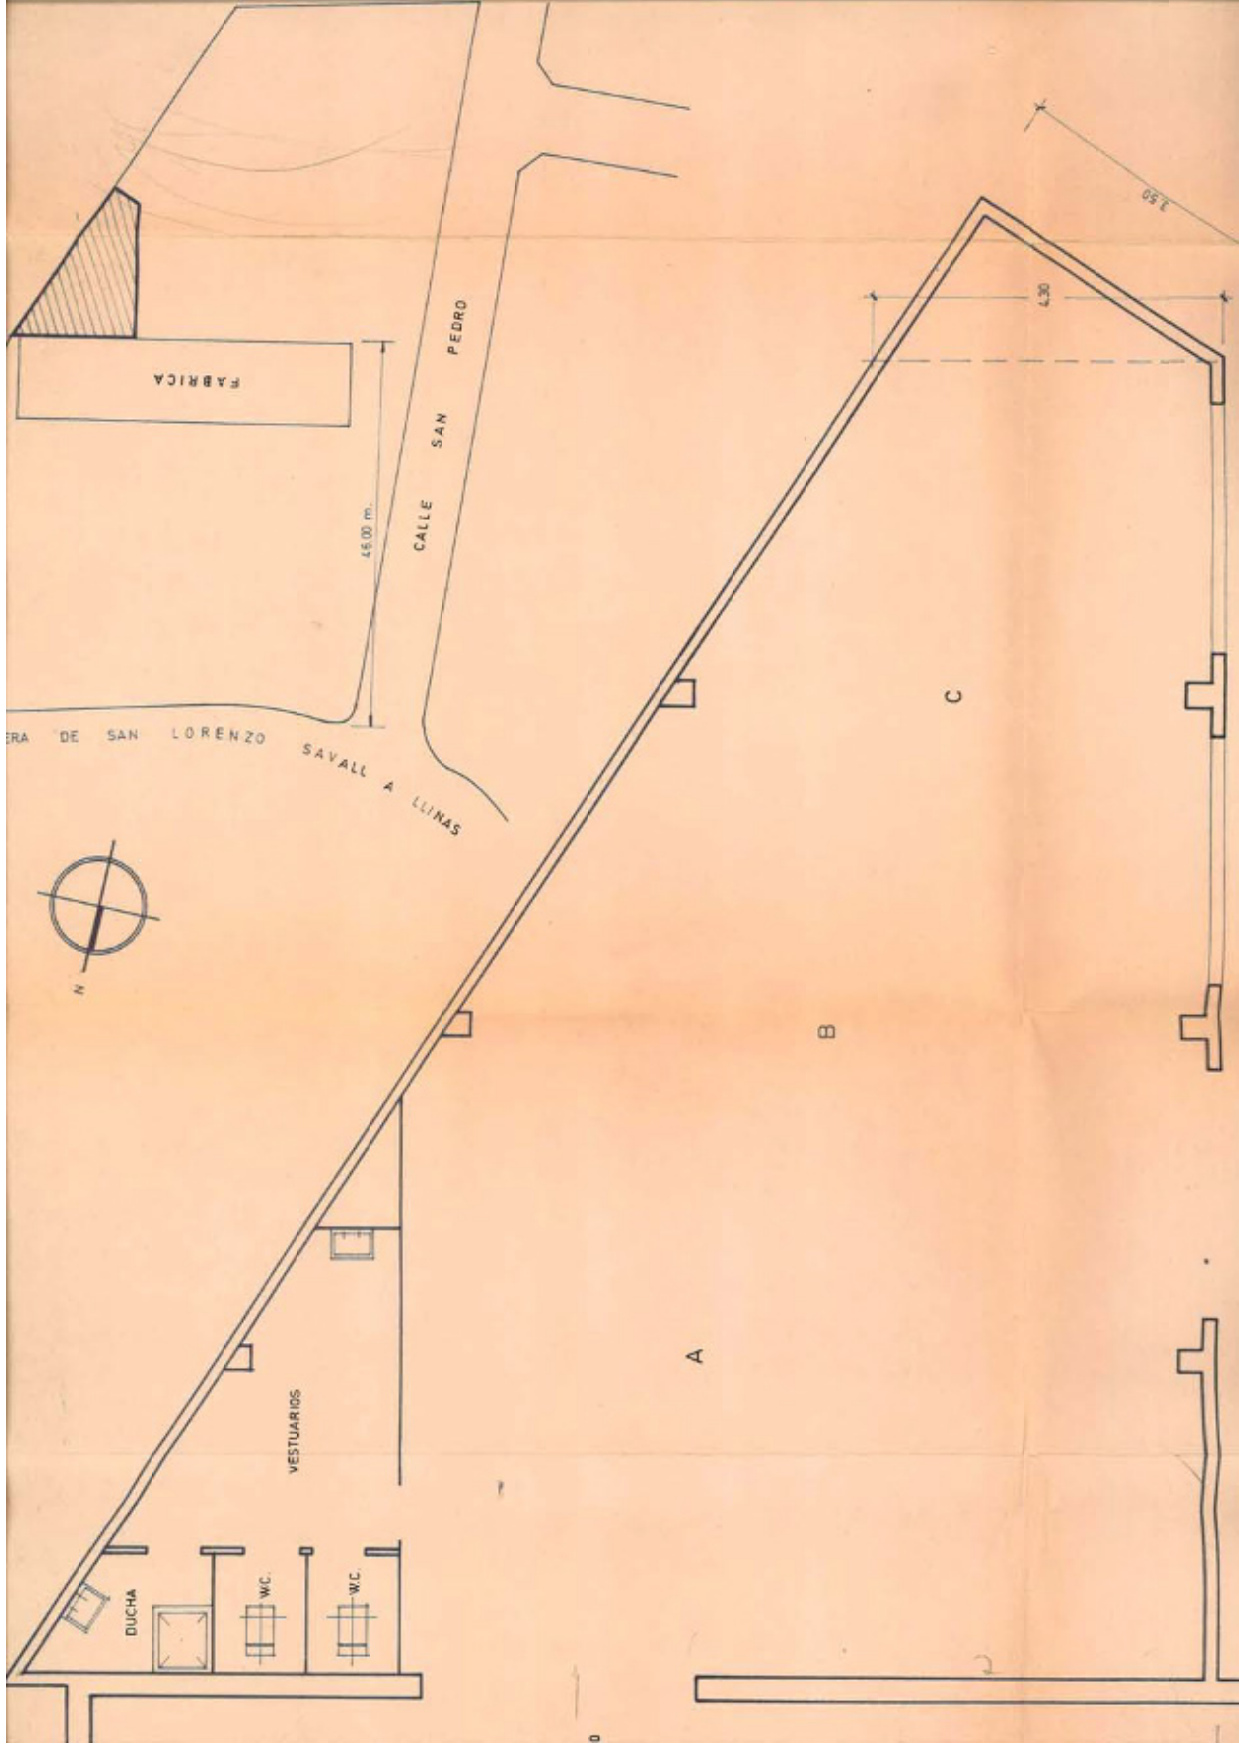 FABRICA
46.00 m.
CALLE SAN PEDRO
ERA DE SAN LORENZO SAVALL A LLINAS
N
3.50
4.30
C
B
A
VESTUARIOS
DUCHA
W.C.
W.C.
O